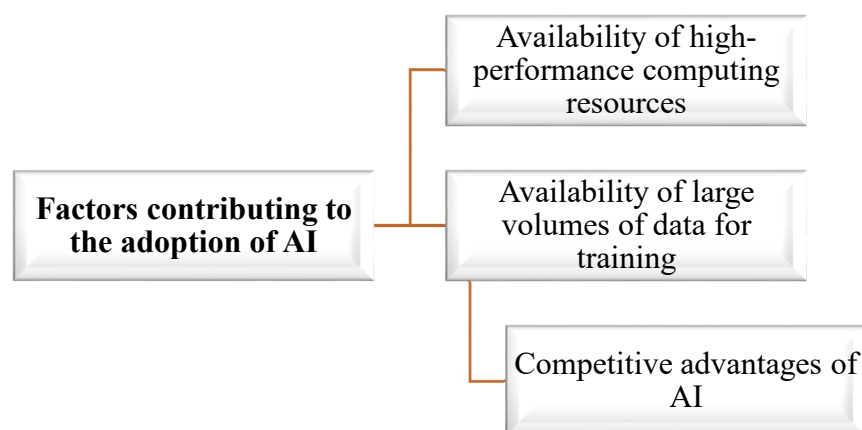 Availability of high-
performance computing
resources
Factors contributing to
the adoption of AI
Availability of large
volumes of data for
training
Competitive advantages of
AI